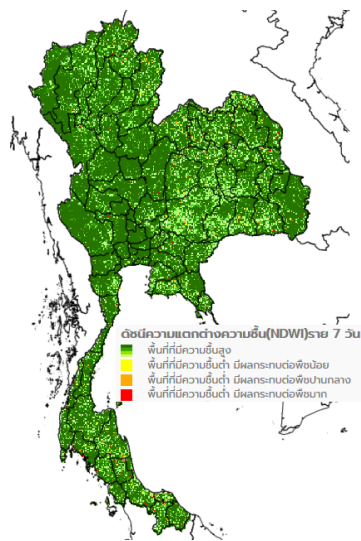 ดัชนีความแตกต่างความชื้น(NDWI)ราย 7 วัน
พื้นที่ที่มีความชื้นสูง
พื้นที่ที่มีความชื้นต่ำ มีผลกระทบต่อพืชน้อย
พื้นที่ที่มีความชื้นต่ำ มีผลกระทบต่อพืชปานกลาง
พื้นที่ที่มีความชื้นต่ำ มีผลกระทบต่อพืชมาก